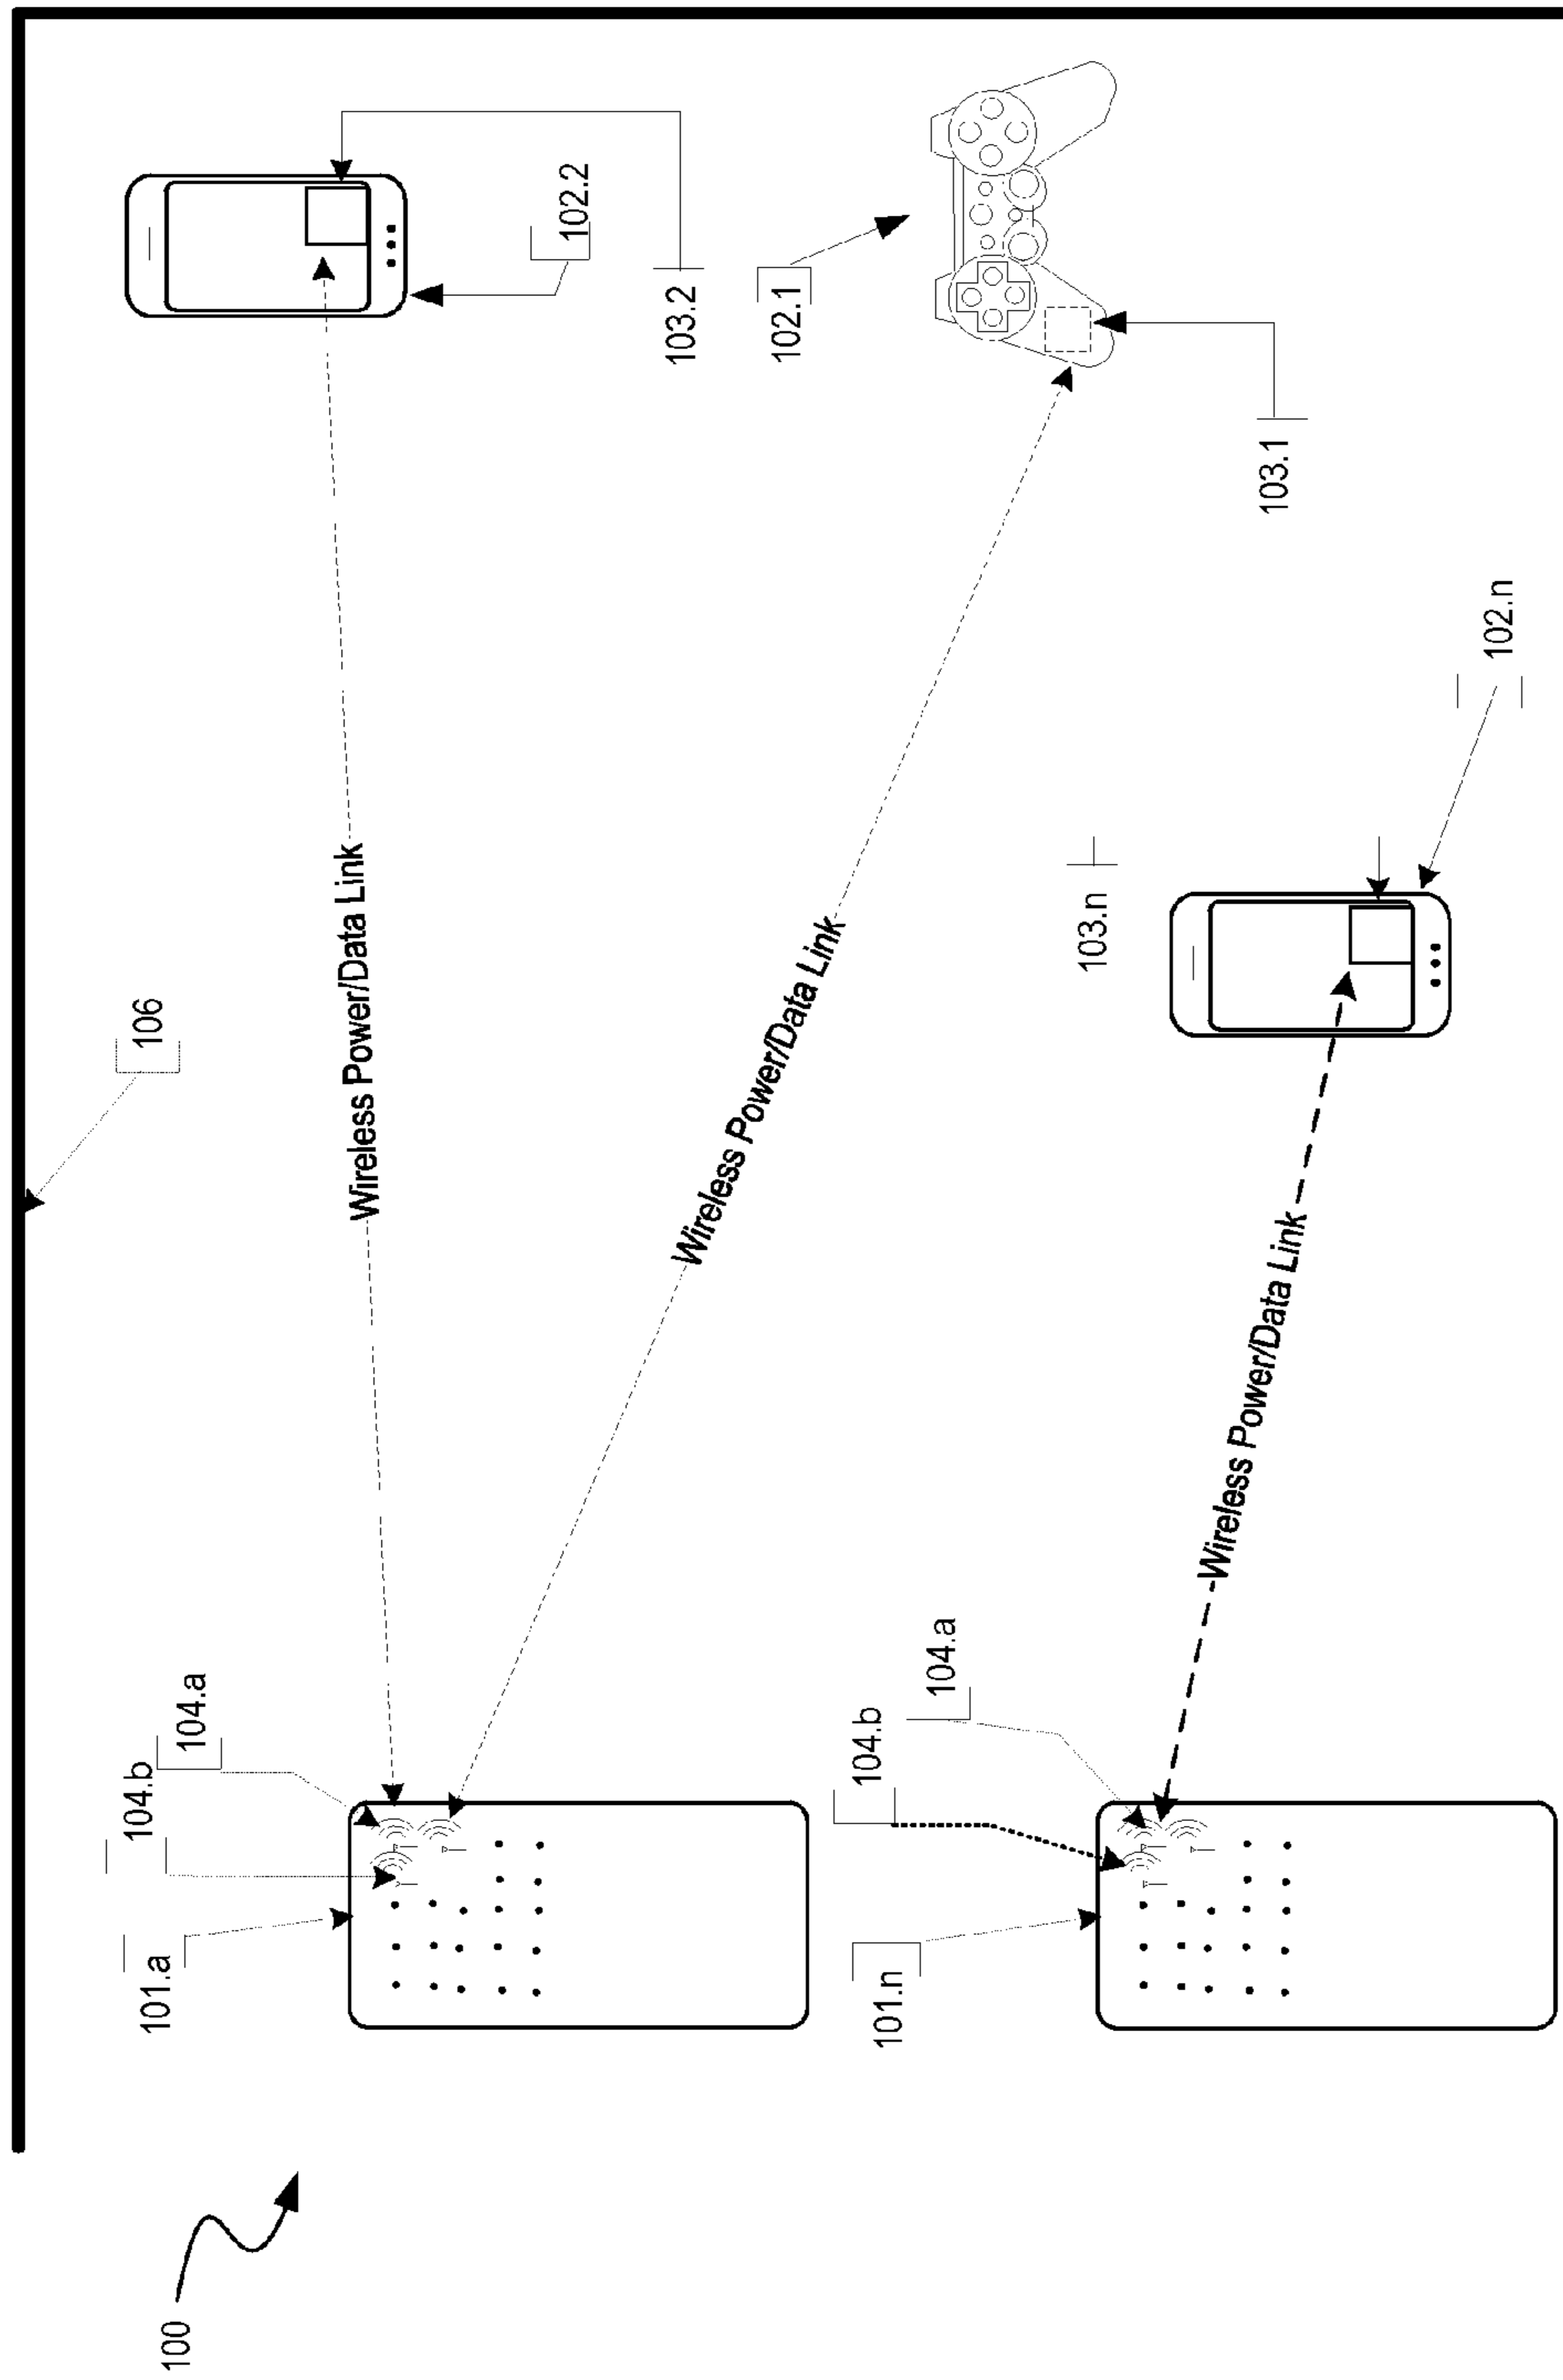 100
106
101.a
104.b
104.a
Wireless Power/Data Link
102.2
103.2
102.1
Wireless Power/Data Link
103.1
101.n
104.b
104.a
103.n
Wireless Power/Data Link
102.n